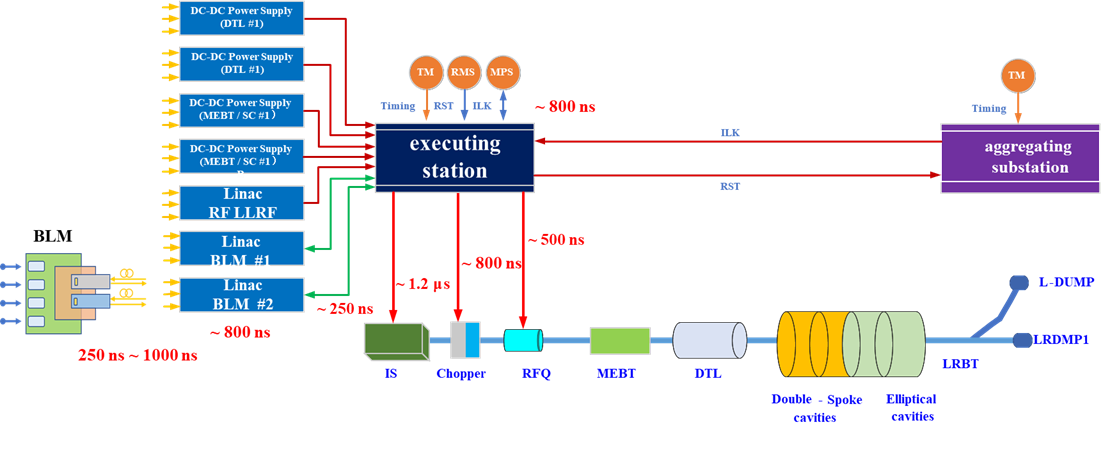 DC-DC Power Supply
(DTL #1)
DC-DC Power Supply
(DTL #1)
DC-DC Power Supply
(MEBT / SC #1)
DC-DC Power Supply
(MEBT / SC #1)
Linac
RF LLRF
Linac
BLM #1
Linac
BLM #2
BLM
250 ns ~ 1000 ns
~ 800 ns
~ 250 ns
TM
RMS
MPS
Timing
RST
ILK
~ 800 ns
executing
station
ILK
RST
TM
Timing
aggregating
substation
~ 1.2 μs
~ 800 ns
~ 500 ns
IS
Chopper
RFQ
MEBT
DTL
Double - Spoke
cavities
Elliptical
cavities
LRBT
L-DUMP
LRDMP1